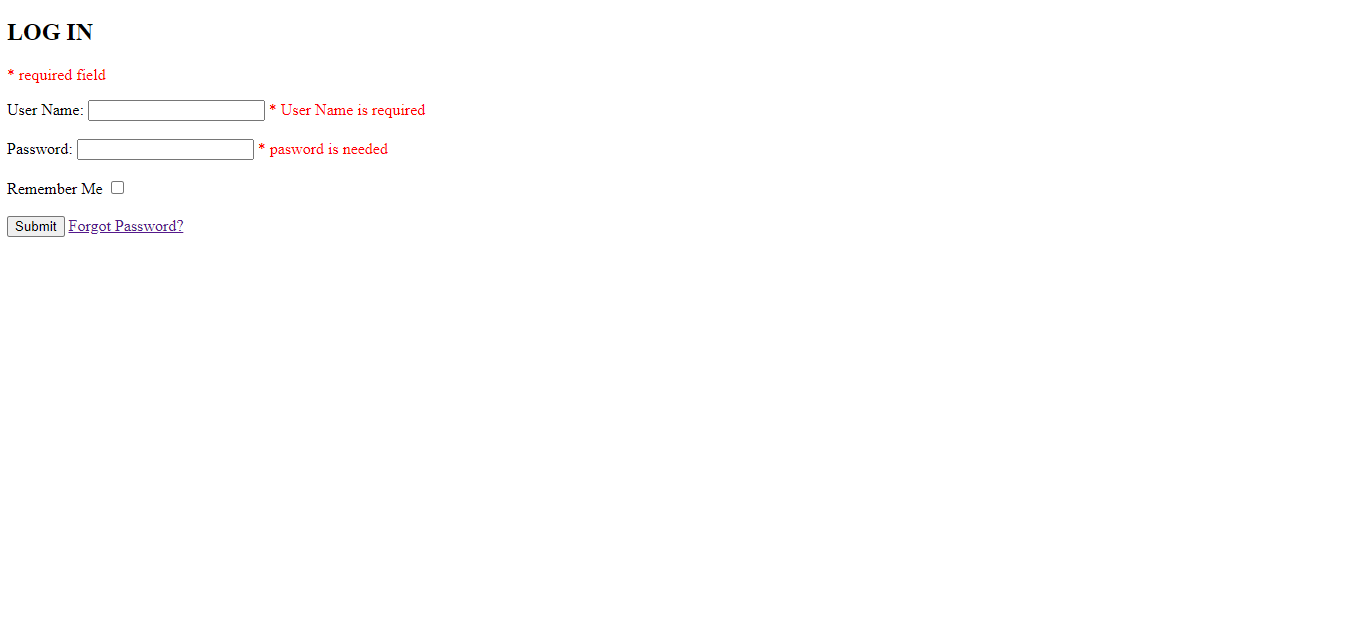 LOG IN
* required field
User Name: * User Name is required
Password: * pasword is needed
Remember Me
Submit Forgot Password?